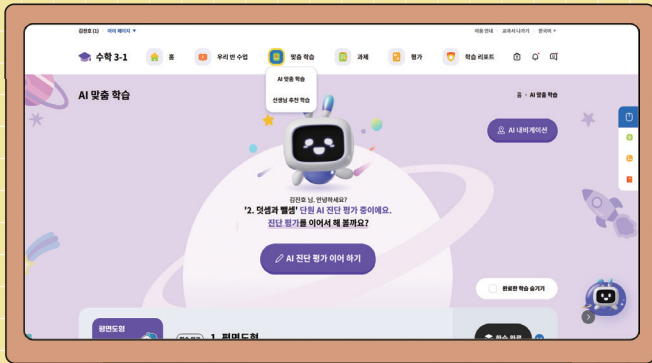 김진호 (1) 마이 페이지 ▼
이용 안내 교과서 나가기 한국어 ▾
수학 3-1 홈 우리 반 수업 맞춤 학습 과제 평가 학습 리포트
AI 맞춤 학습
선생님 추천 학습
AI 맞춤 학습
홈 › AI 맞춤 학습
AI 내비게이션
김진호 님, 안녕하세요?
'2. 덧셈과 뺄셈' 단원 AI 진단 평가 중이에요.
진단 평가를 이어서 해 볼까요?
AI 진단 평가 이어 하기
완료한 학습 숨기기
평면도형
1. 평면도형